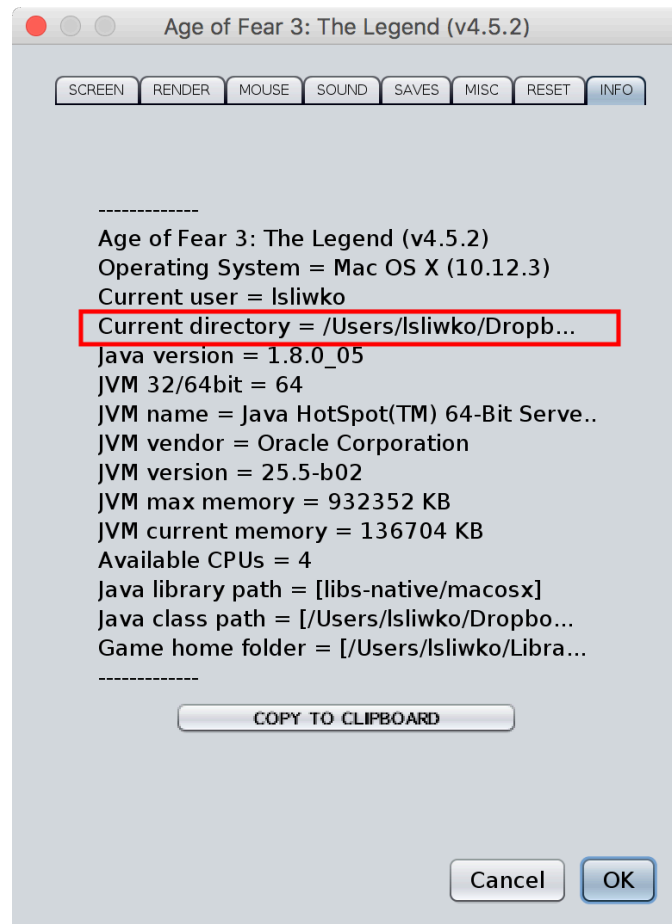 Age of Fear 3: The Legend (v4.5.2)
SCREEN RENDER MOUSE SOUND SAVES MISC RESET INFO
-------------
Age of Fear 3: The Legend (v4.5.2)
Operating System = Mac OS X (10.12.3)
Current user = lsliwko
Current directory = /Users/lsliwko/Dropb...
Java version = 1.8.0_05
JVM 32/64bit = 64
JVM name = Java HotSpot(TM) 64-Bit Serve..
JVM vendor = Oracle Corporation
JVM version = 25.5-b02
JVM max memory = 932352 KB
JVM current memory = 136704 KB
Available CPUs = 4
Java library path = [libs-native/macosx]
Java class path = [/Users/lsliwko/Dropbo...
Game home folder = [/Users/lsliwko/Libra...
-------------
COPY TO CLIPBOARD
Cancel OK